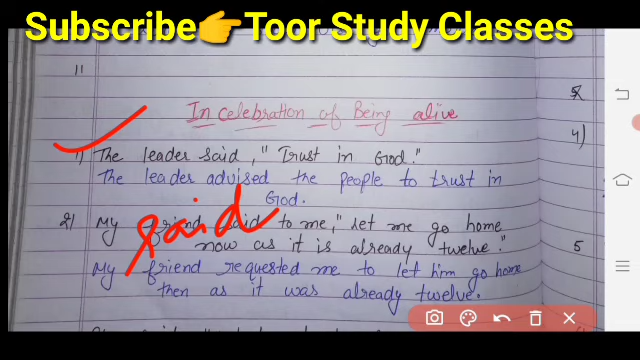 Subscribe👉Toor Study Classes
11
In celebration of Being alive
1) The leader said, "Trust in God."
The leader advised the people to trust in
God.
2) My friend said to me, "Let me go home
now as it is already twelve."
said
My friend requested me to let him go home
then as it was already twelve.
4)
5